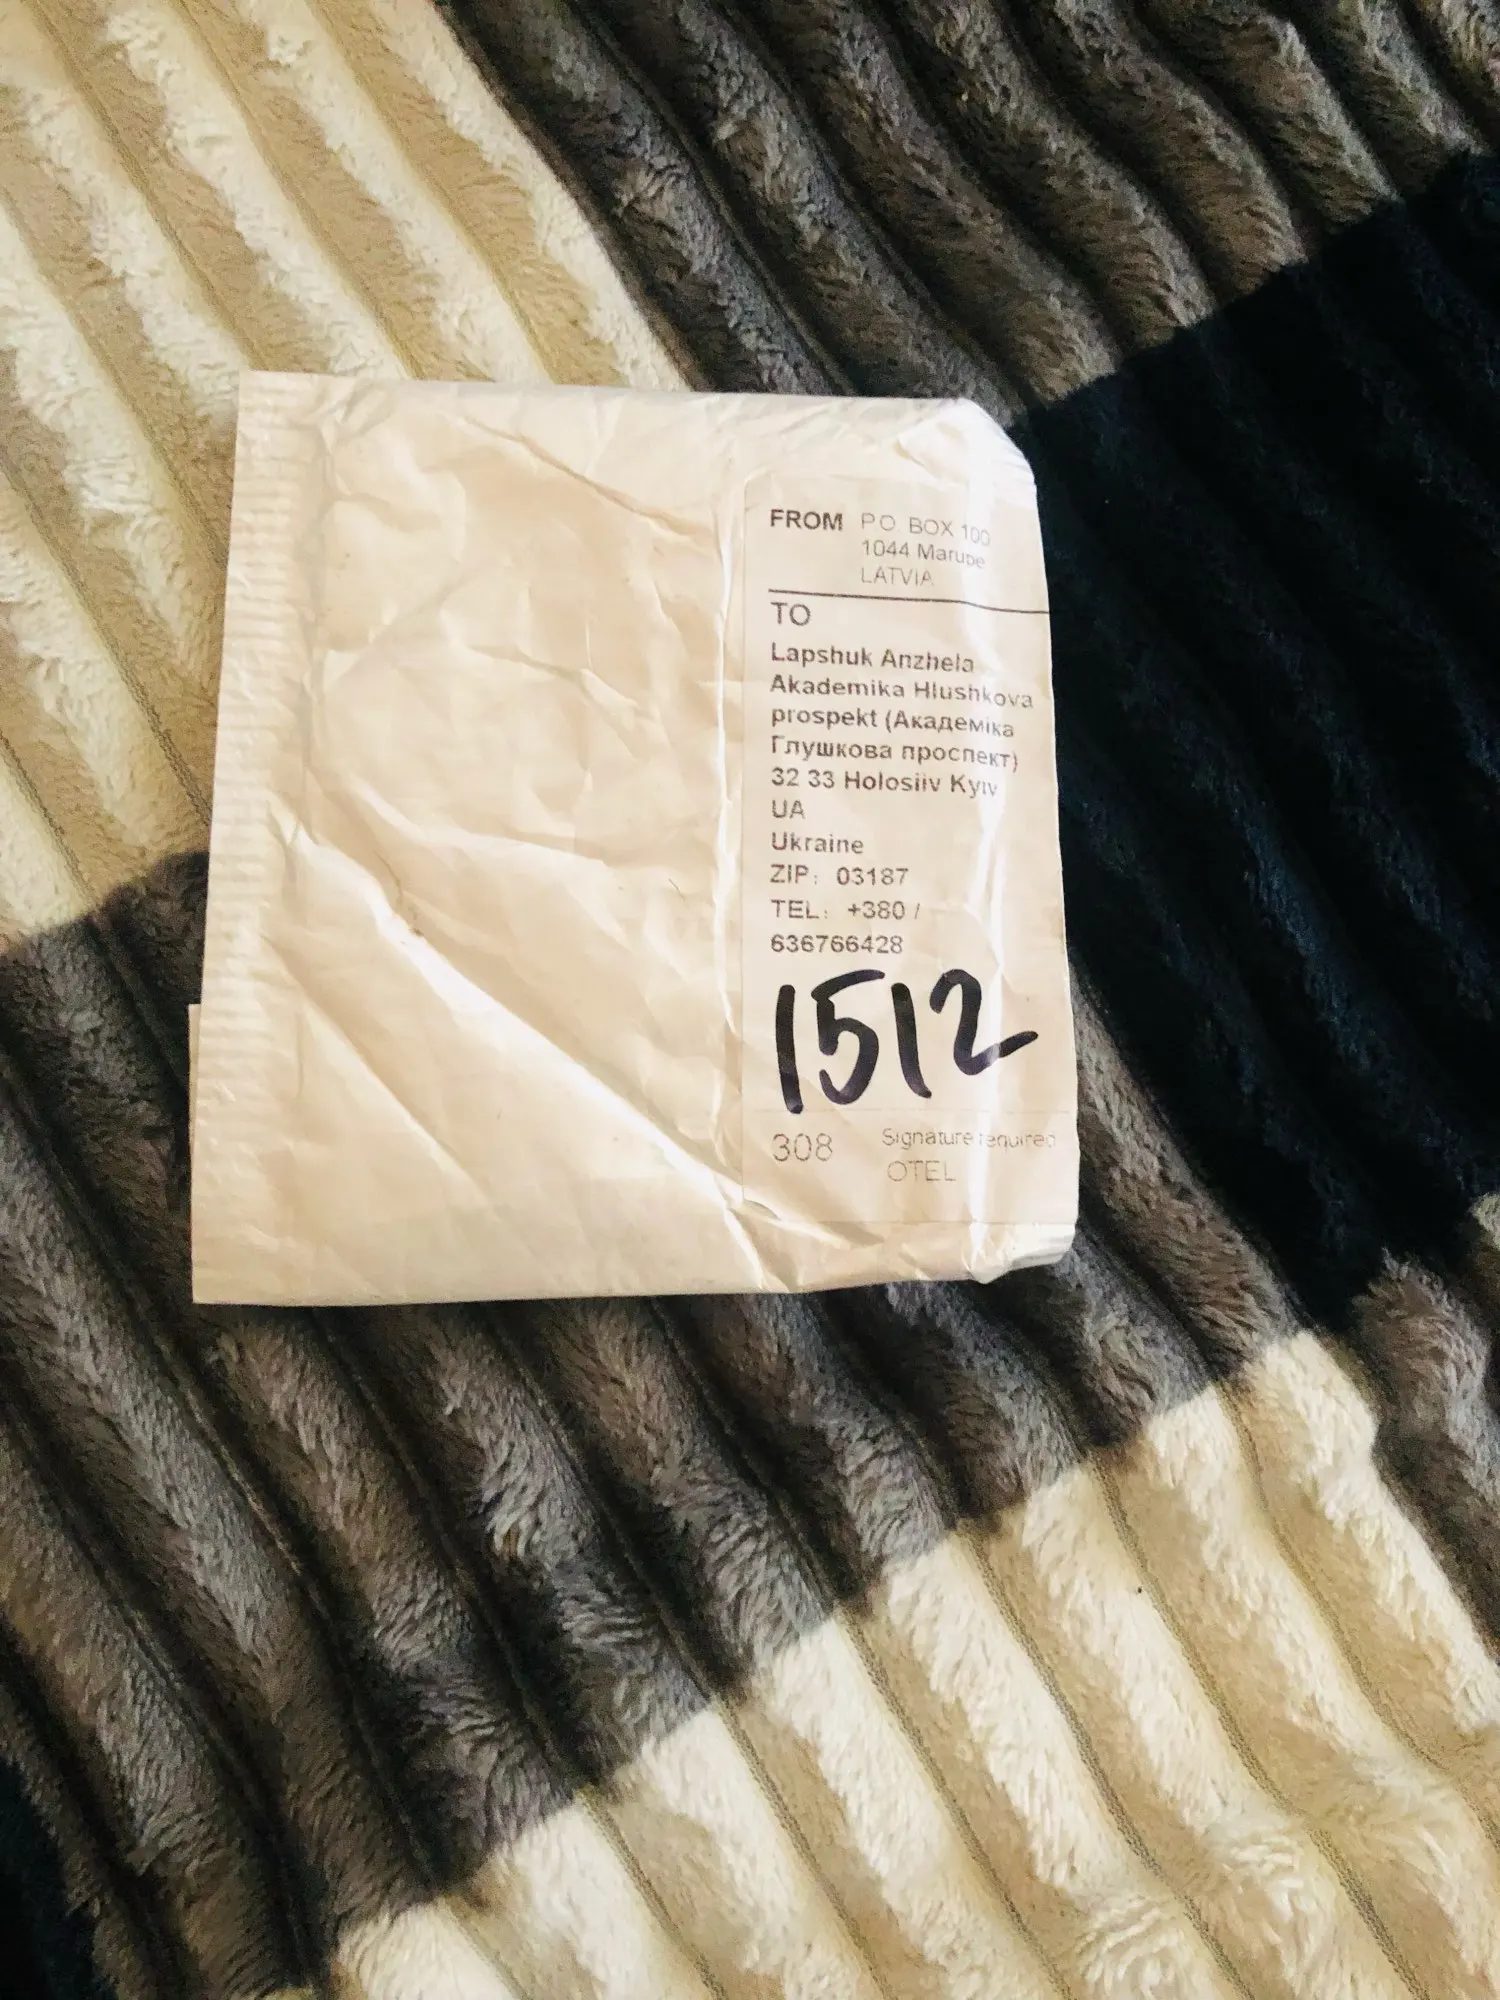 FROM P.O. BOX 100
1044 Marupe
LATVIA
TO
Lapshuk Anzhela
Akademika Hlushkova
prospekt (Академіка
Глушкова проспект)
32 33 Holosiiv Kyiv
UA
Ukraine
ZIP: 03187
TEL: +380 /
636766428
1512
308 Signature required
OTEL